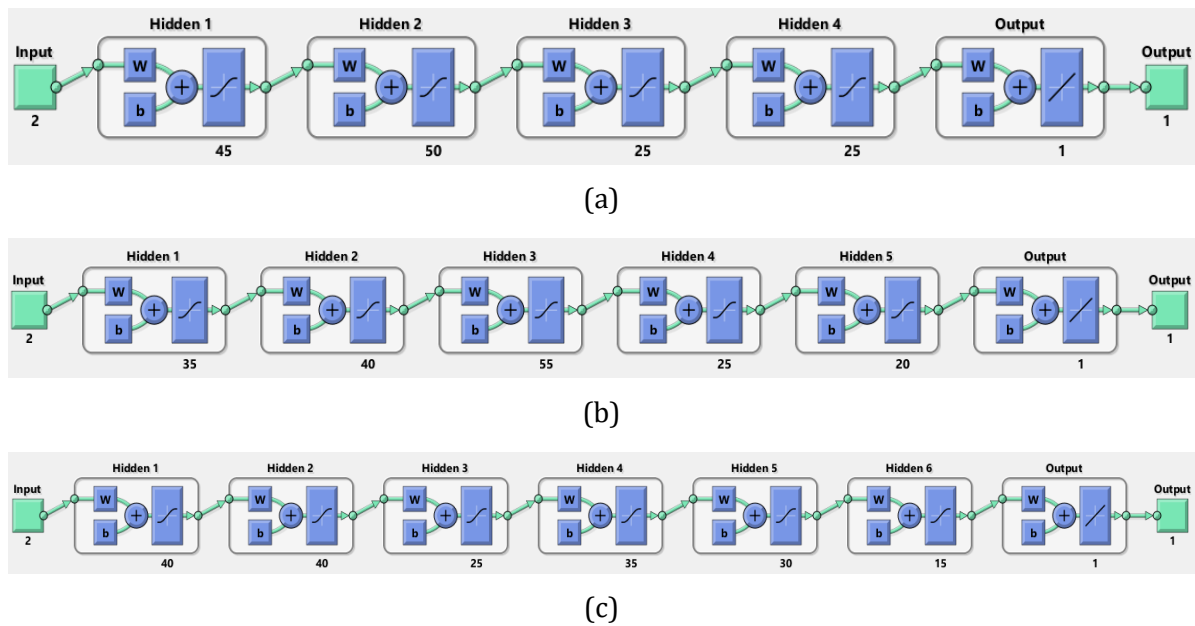 Hidden 1 Hidden 2 Hidden 3 Hidden 4 Output
Input Output
W b + W b + W b + W b + W b +
2 45 50 25 25 1 1
(a)
Hidden 1 Hidden 2 Hidden 3 Hidden 4 Hidden 5 Output
Input Output
W b + W b + W b + W b + W b + W b +
2 35 40 55 25 20 1 1
(b)
Hidden 1 Hidden 2 Hidden 3 Hidden 4 Hidden 5 Hidden 6 Output
Input Output
W b + W b + W b + W b + W b + W b + W b +
2 40 40 25 35 30 15 1 1
(c)